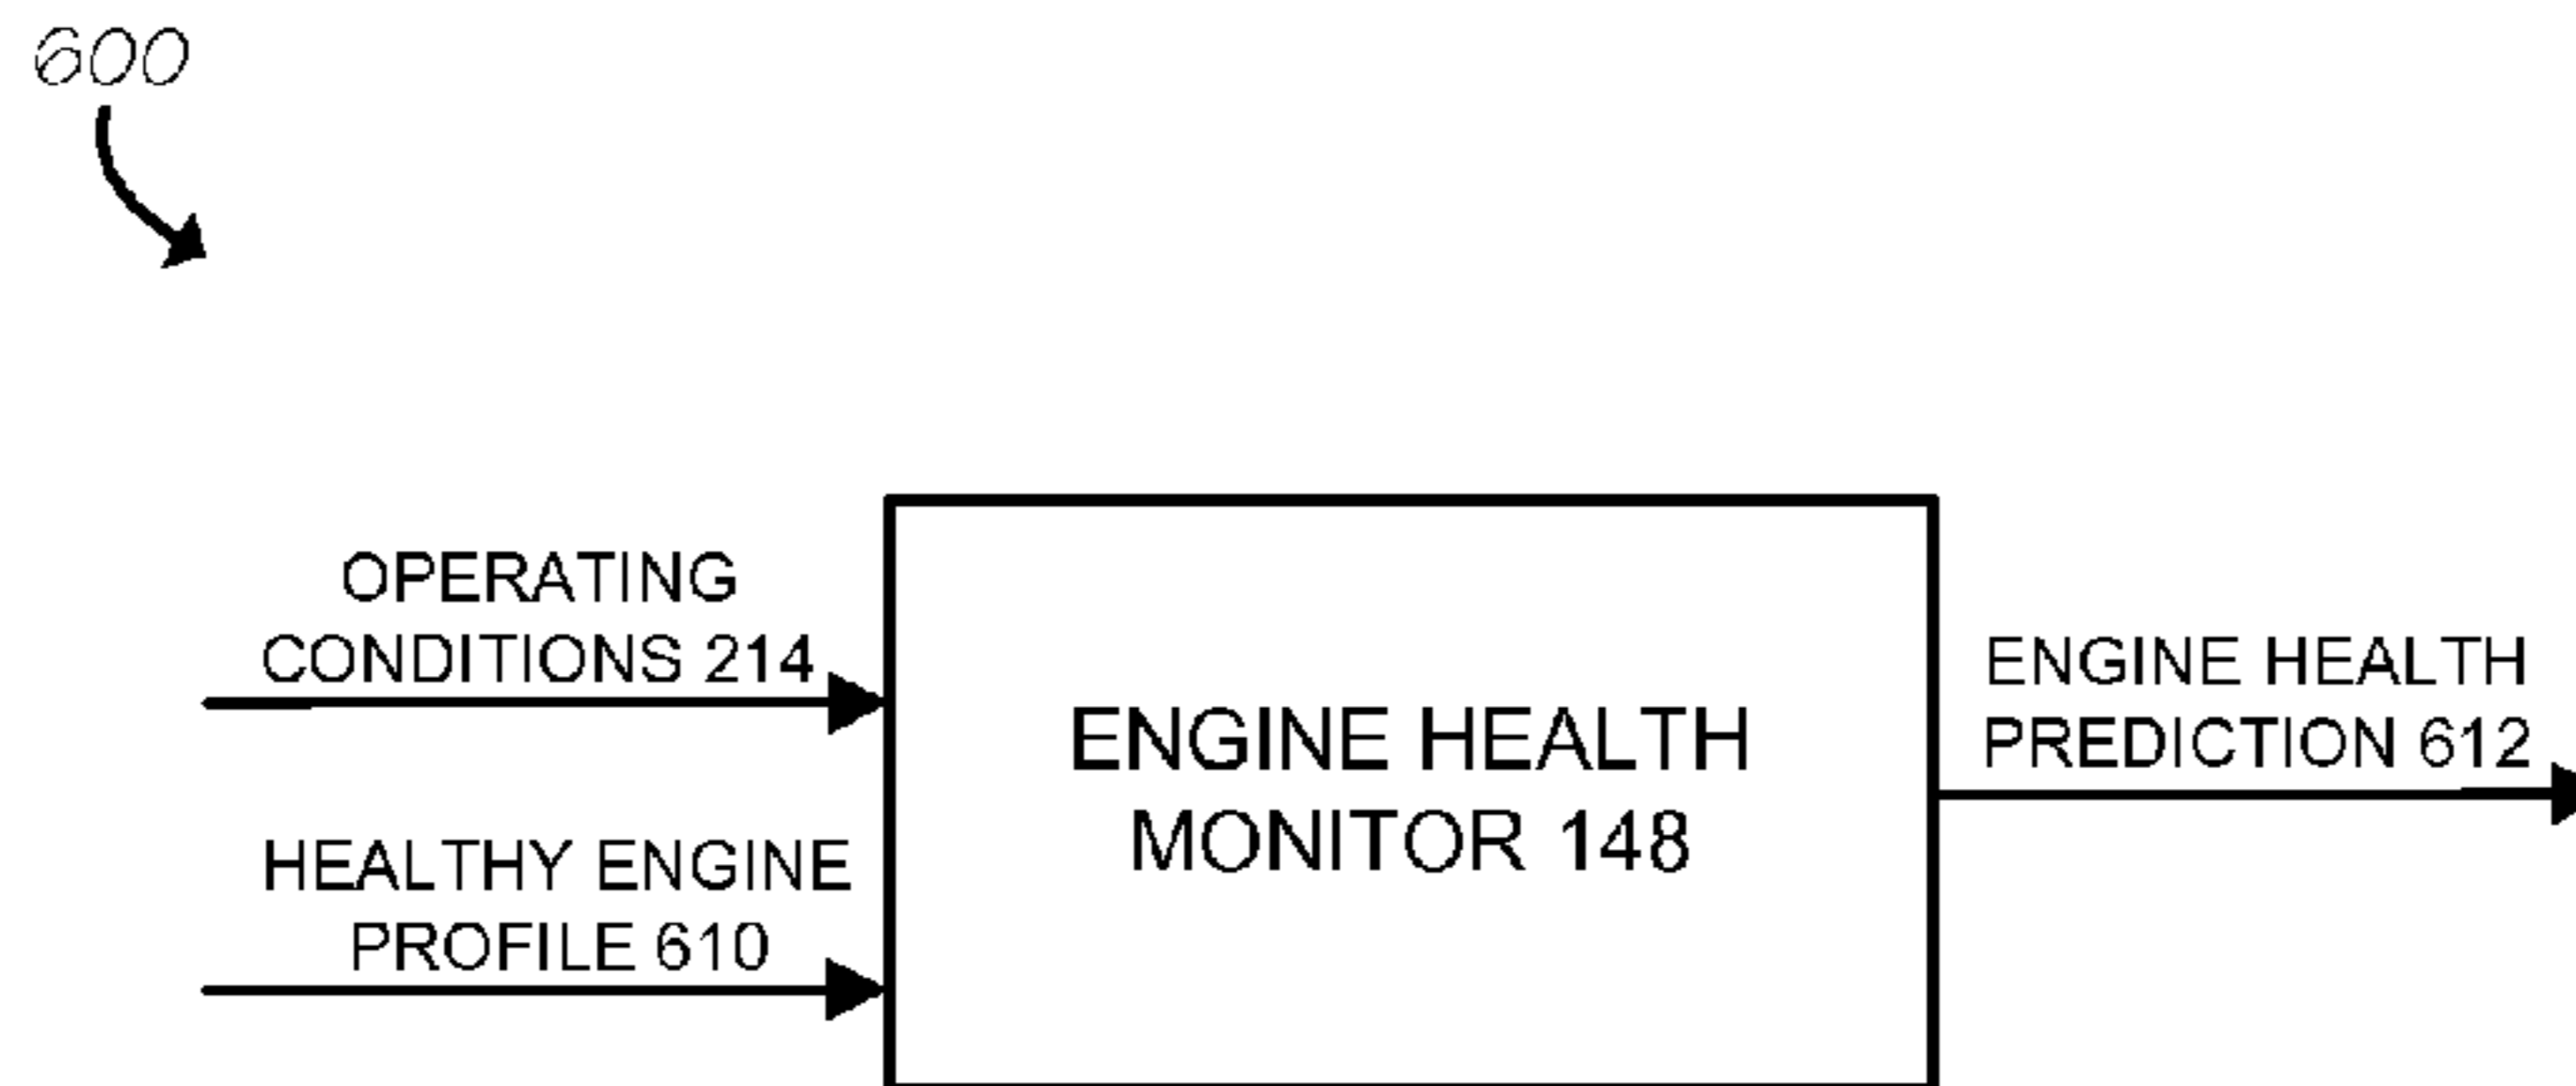 600
OPERATING
CONDITIONS 214
HEALTHY ENGINE
PROFILE 610
ENGINE HEALTH
MONITOR 148
ENGINE HEALTH
PREDICTION 612